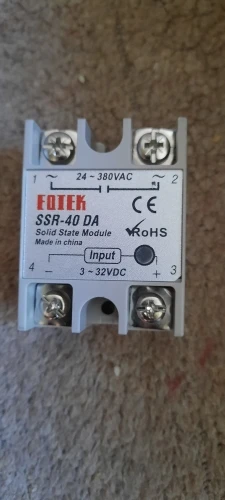 1 ~ 24 ~ 380VAC ~ 2
FOTEK
SSR-40 DA
Solid State Module
Made in china
CE
RoHS
4 - Input + 3
3 ~ 32VDC